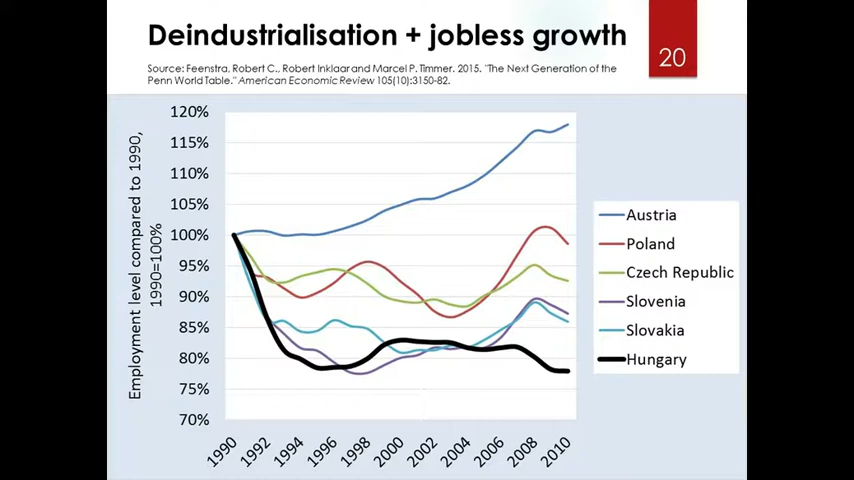 Deindustrialisation + jobless growth
20
Source: Feenstra, Robert C., Robert Inklaar and Marcel P. Timmer. 2015. "The Next Generation of the
Penn World Table." American Economic Review 105(10):3150-82.
Employment level compared to 1990,
1990=100%
120%
115%
110%
105%
100%
95%
90%
85%
80%
75%
70%
1990
1992
1994
1996
1998
2000
2002
2004
2006
2008
2010
Austria
Poland
Czech Republic
Slovenia
Slovakia
Hungary